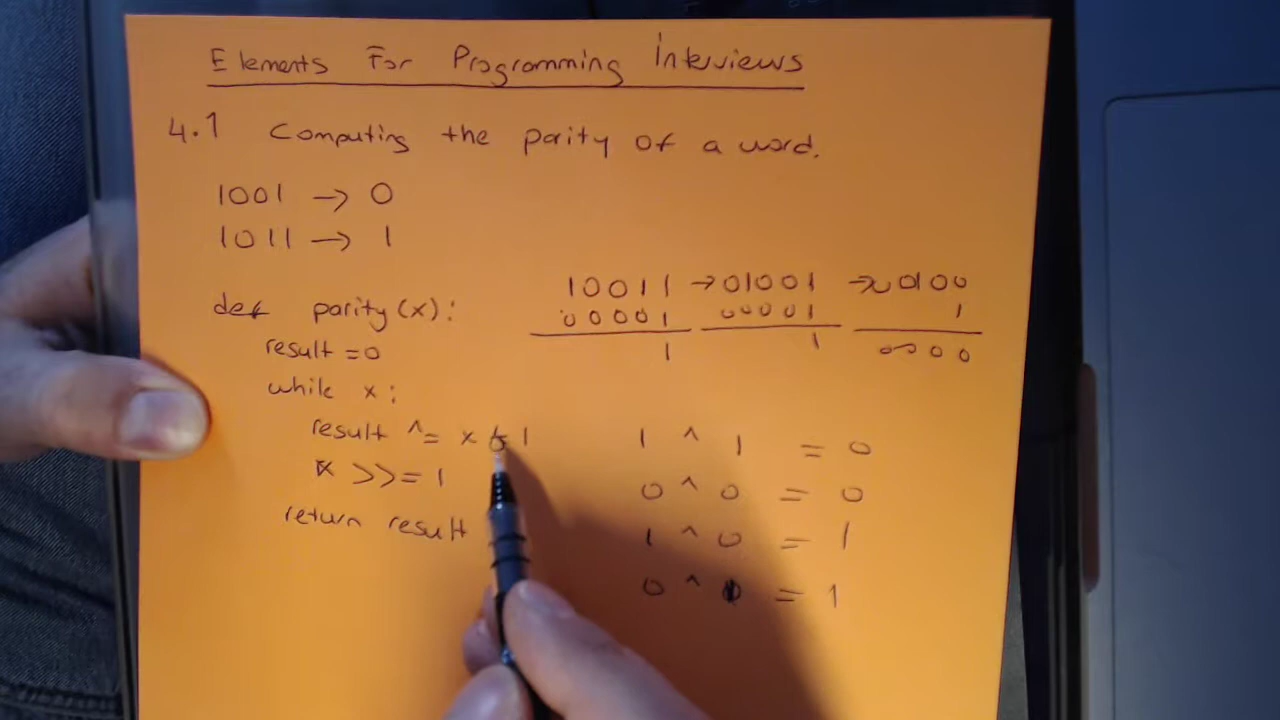 Elements For Programming Interviews
4.1 Computing the parity of a word.
1001 → 0
1011 → 1
def parity(x):
result = 0
while x:
result ^= x & 1
x >>= 1
return result
10011 → 01001 → 00100
00001 00001 1
1 1 0000
1 ^ 1 = 0
0 ^ 0 = 0
1 ^ 0 = 1
0 ^ 1 = 1